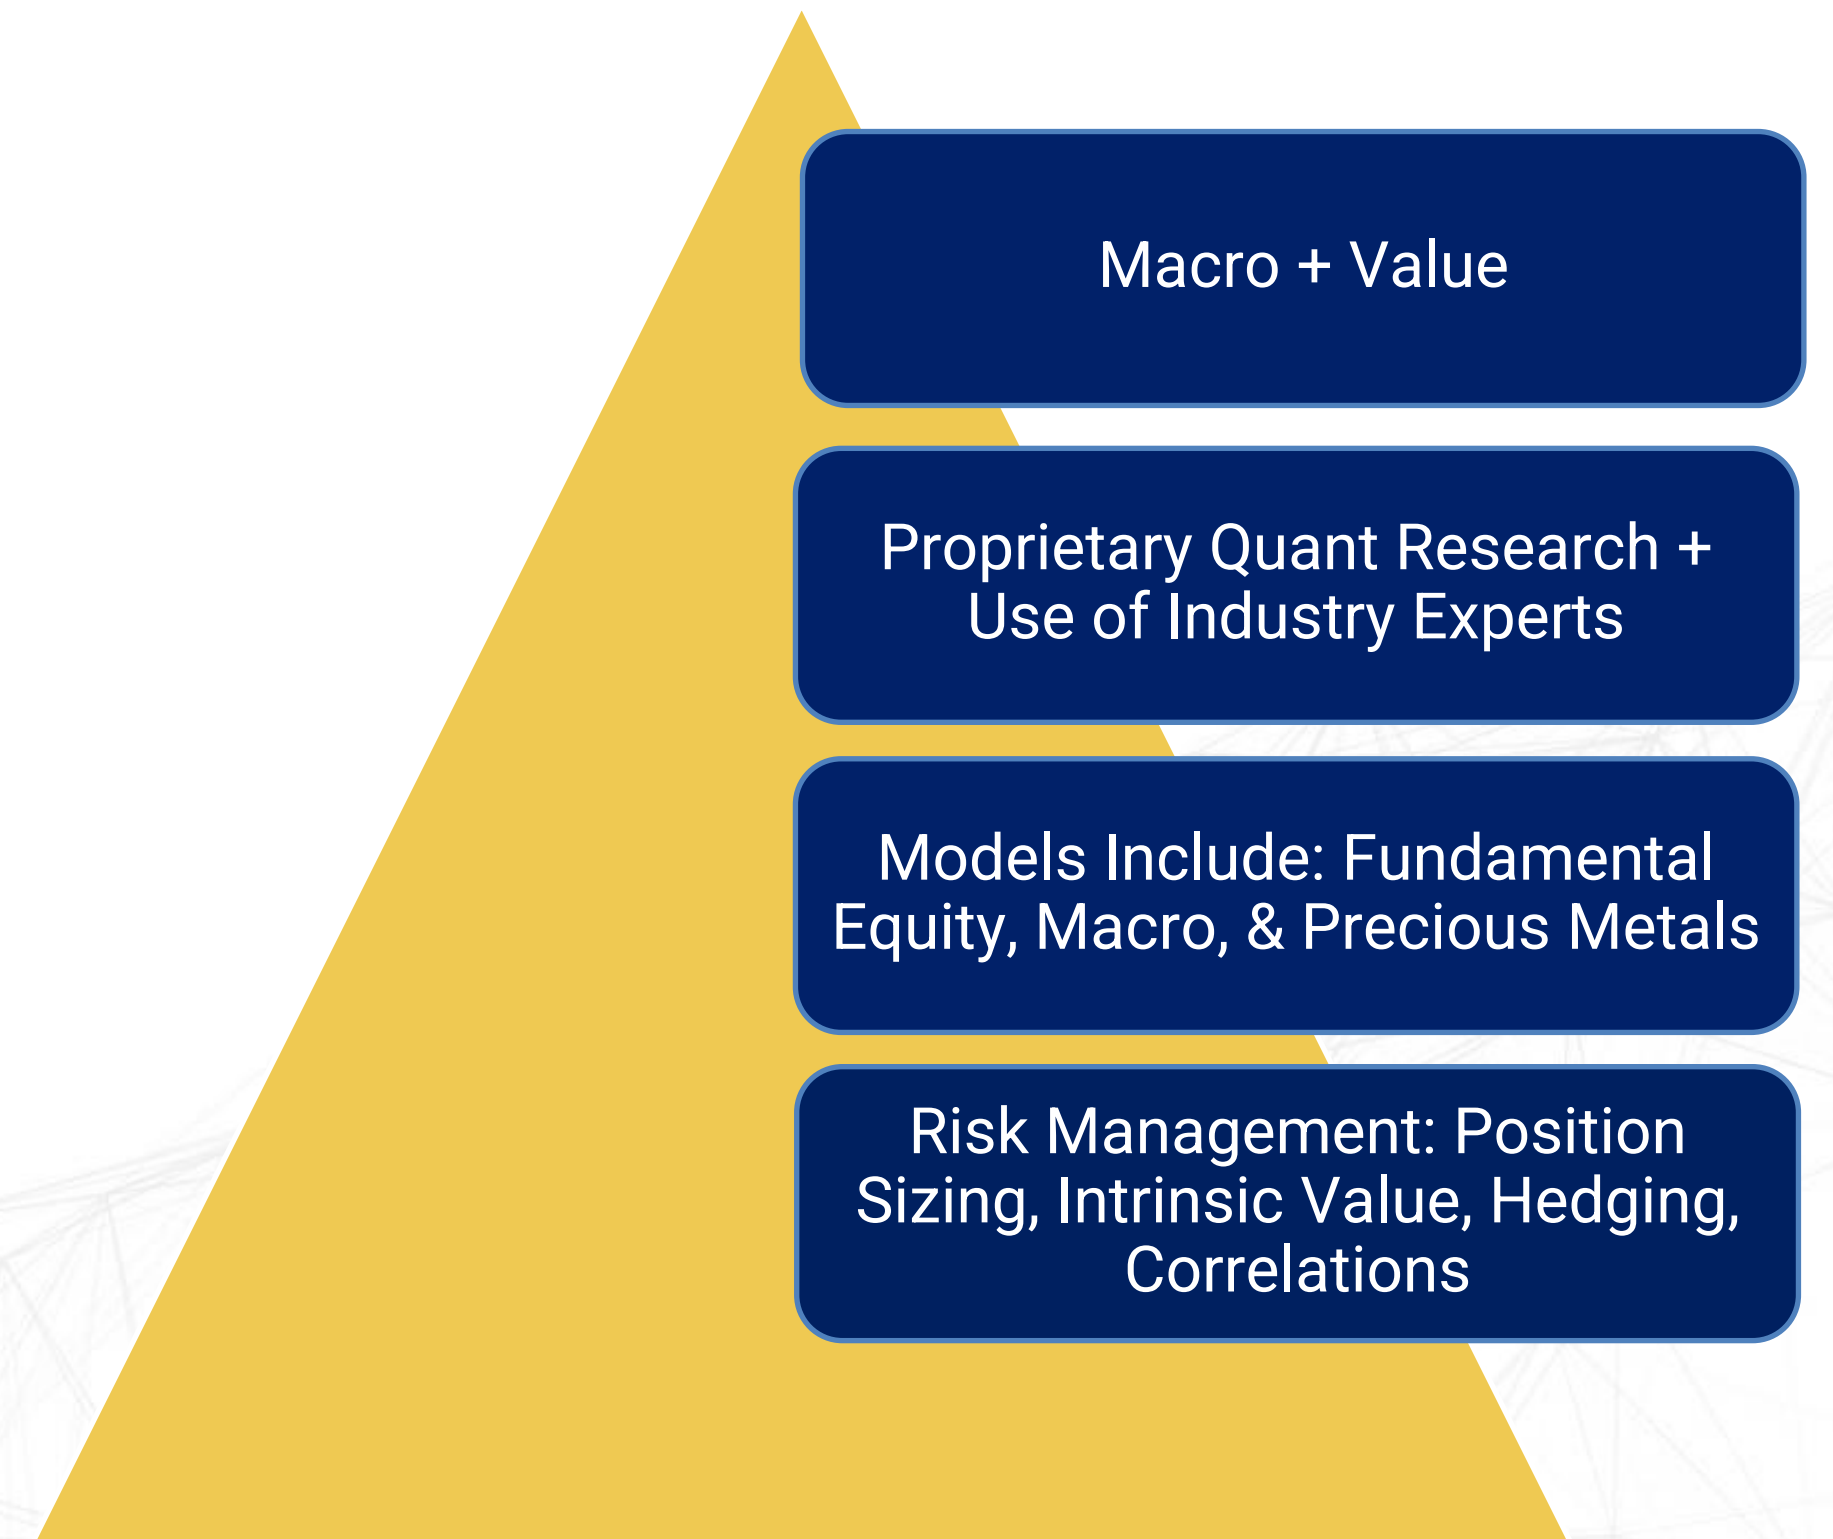 Macro + Value
Proprietary Quant Research +
Use of Industry Experts
Models Include: Fundamental
Equity, Macro, & Precious Metals
Risk Management: Position
Sizing, Intrinsic Value, Hedging,
Correlations